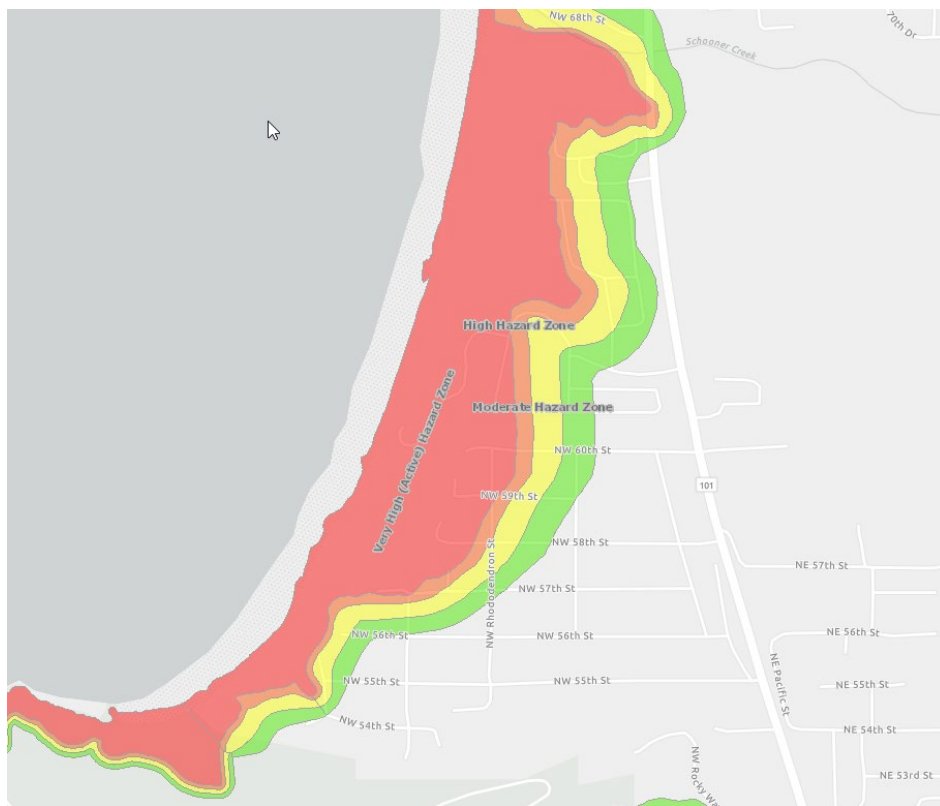 NW 68th St
70th Dr
Schooner Creek
High Hazard Zone
Moderate Hazard Zone
Very High (Active) Hazard Zone
NW 60th St
101
NW 59th St
NW 58th St
NW Rhododendron St
NE 57th St
NW 57th St
NW 56th St
NW 56th St
NE 56th St
NW 55th St
NW 55th St
NE Pacific St
NE 55th St
NW 54th St
NE 54th St
NW Rocky
NE 53rd St